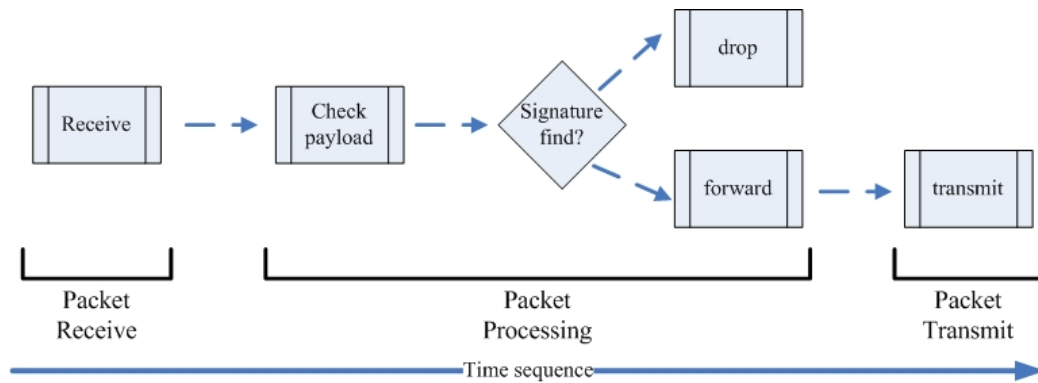 Receive
Check
payload
Signature
find?
drop
forward
transmit
Packet
Receive
Packet
Processing
Packet
Transmit
Time sequence